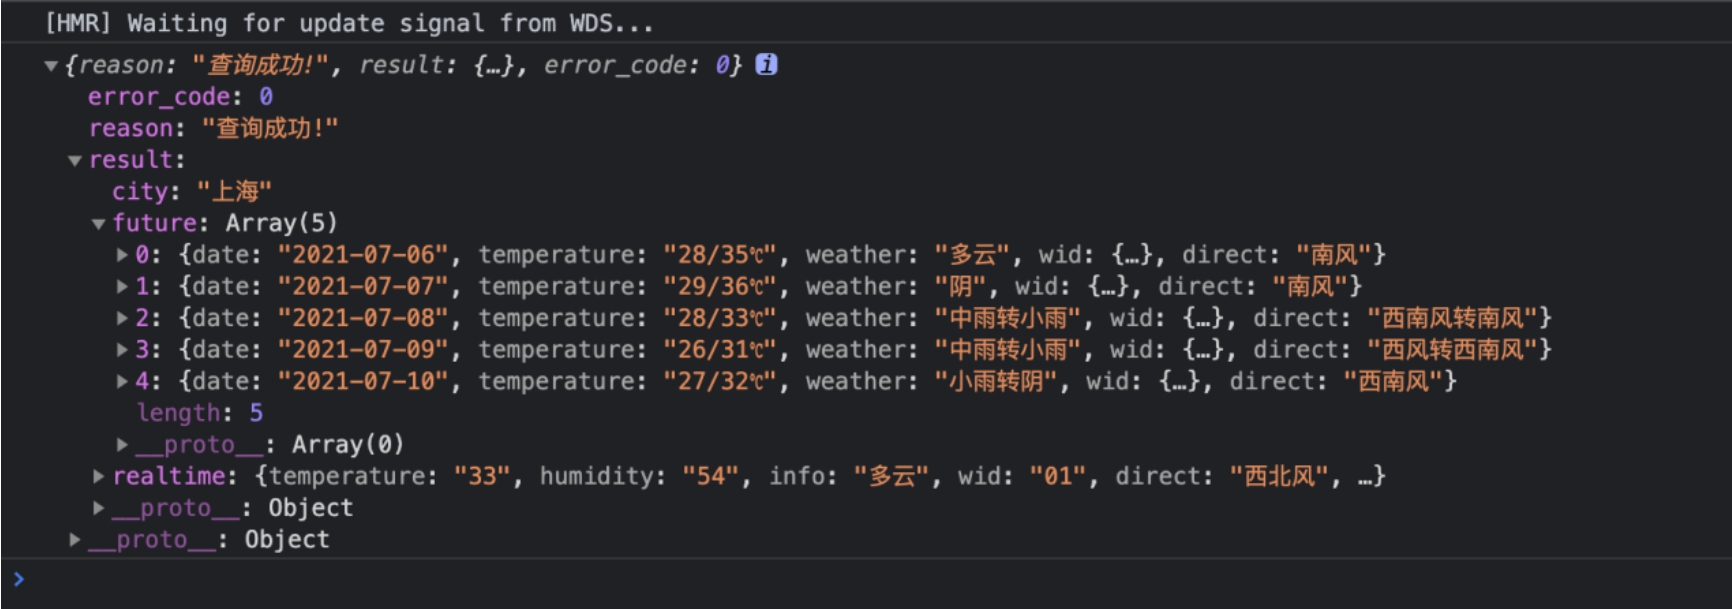 [HMR] Waiting for update signal from WDS...
▼{reason: "查询成功!", result: {…}, error_code: 0} i
error_code: 0
reason: "查询成功!"
▼result:
city: "上海"
▼future: Array(5)
▶0: {date: "2021-07-06", temperature: "28/35℃", weather: "多云", wid: {…}, direct: "南风"}
▶1: {date: "2021-07-07", temperature: "29/36℃", weather: "阴", wid: {…}, direct: "南风"}
▶2: {date: "2021-07-08", temperature: "28/33℃", weather: "中雨转小雨", wid: {…}, direct: "西南风转南风"}
▶3: {date: "2021-07-09", temperature: "26/31℃", weather: "中雨转小雨", wid: {…}, direct: "西风转西南风"}
▶4: {date: "2021-07-10", temperature: "27/32℃", weather: "小雨转阴", wid: {…}, direct: "西南风"}
length: 5
▶__proto__: Array(0)
▶realtime: {temperature: "33", humidity: "54", info: "多云", wid: "01", direct: "西北风", …}
▶__proto__: Object
▶__proto__: Object
>